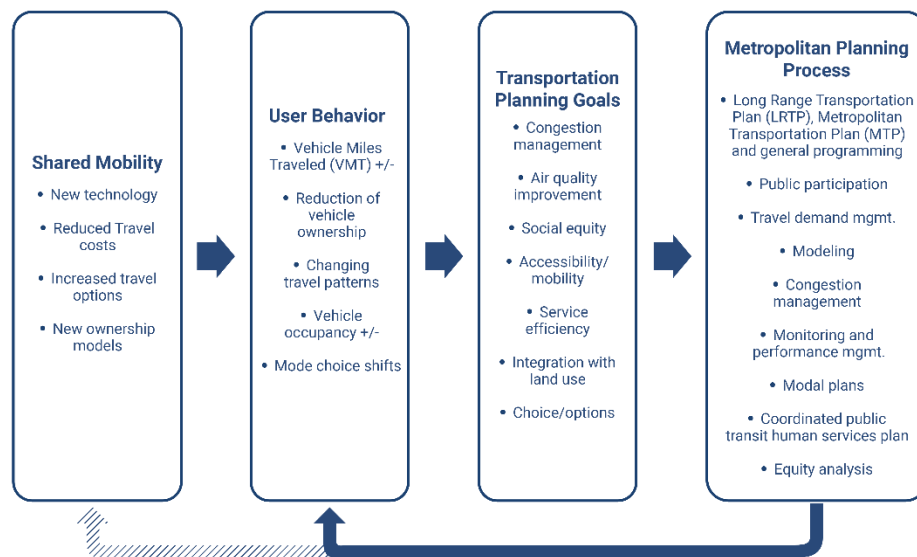 Shared Mobility
• New technology
• Reduced Travel
costs
• Increased travel
options
• New ownership
models
User Behavior
• Vehicle Miles
Traveled (VMT) +/-
• Reduction of
vehicle
ownership
• Changing
travel patterns
• Vehicle
occupancy +/-
• Mode choice shifts
Transportation
Planning Goals
• Congestion
management
• Air quality
improvement
• Social equity
• Accessibility/
mobility
• Service
efficiency
• Integration with
land use
• Choice/options
Metropolitan Planning
Process
• Long Range Transportation
Plan (LRTP), Metropolitan
Transportation Plan (MTP)
and general programming
• Public participation
• Travel demand mgmt.
• Modeling
• Congestion
management
• Monitoring and
performance mgmt.
• Modal plans
• Coordinated public
transit human services plan
• Equity analysis